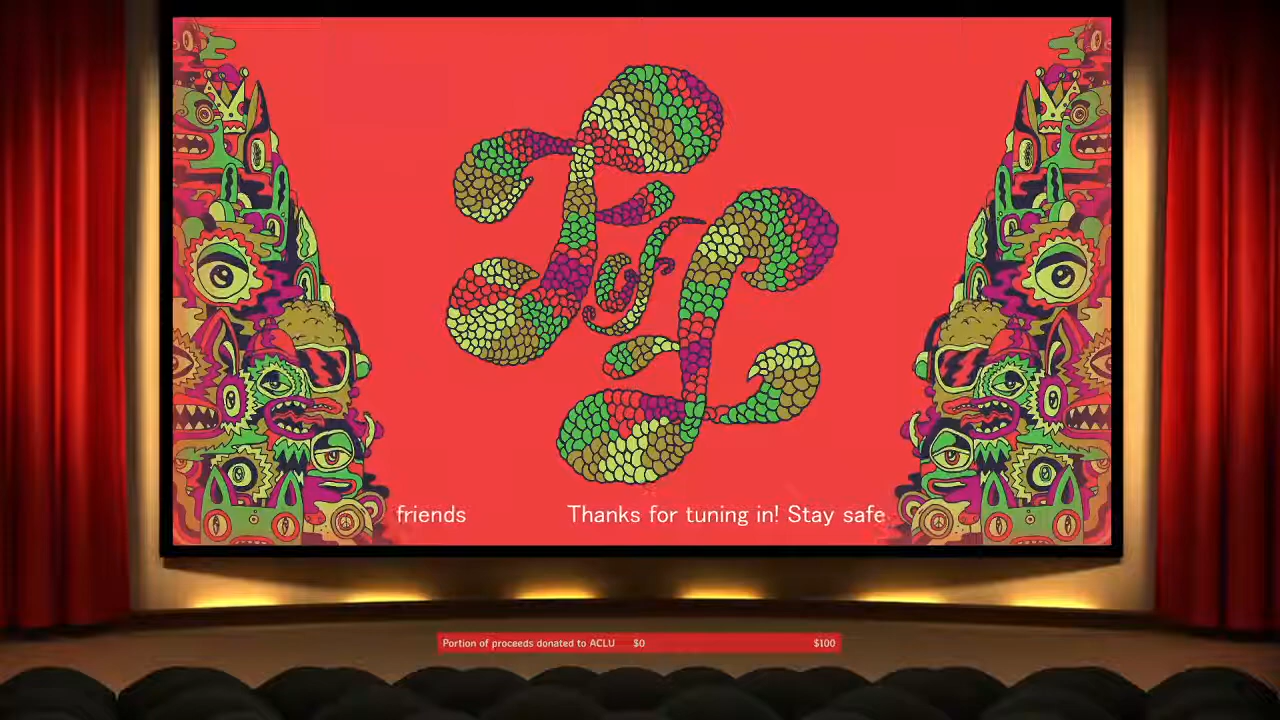 friends Thanks for tuning in! Stay safe
Portion of proceeds donated to ACLU $0 $100